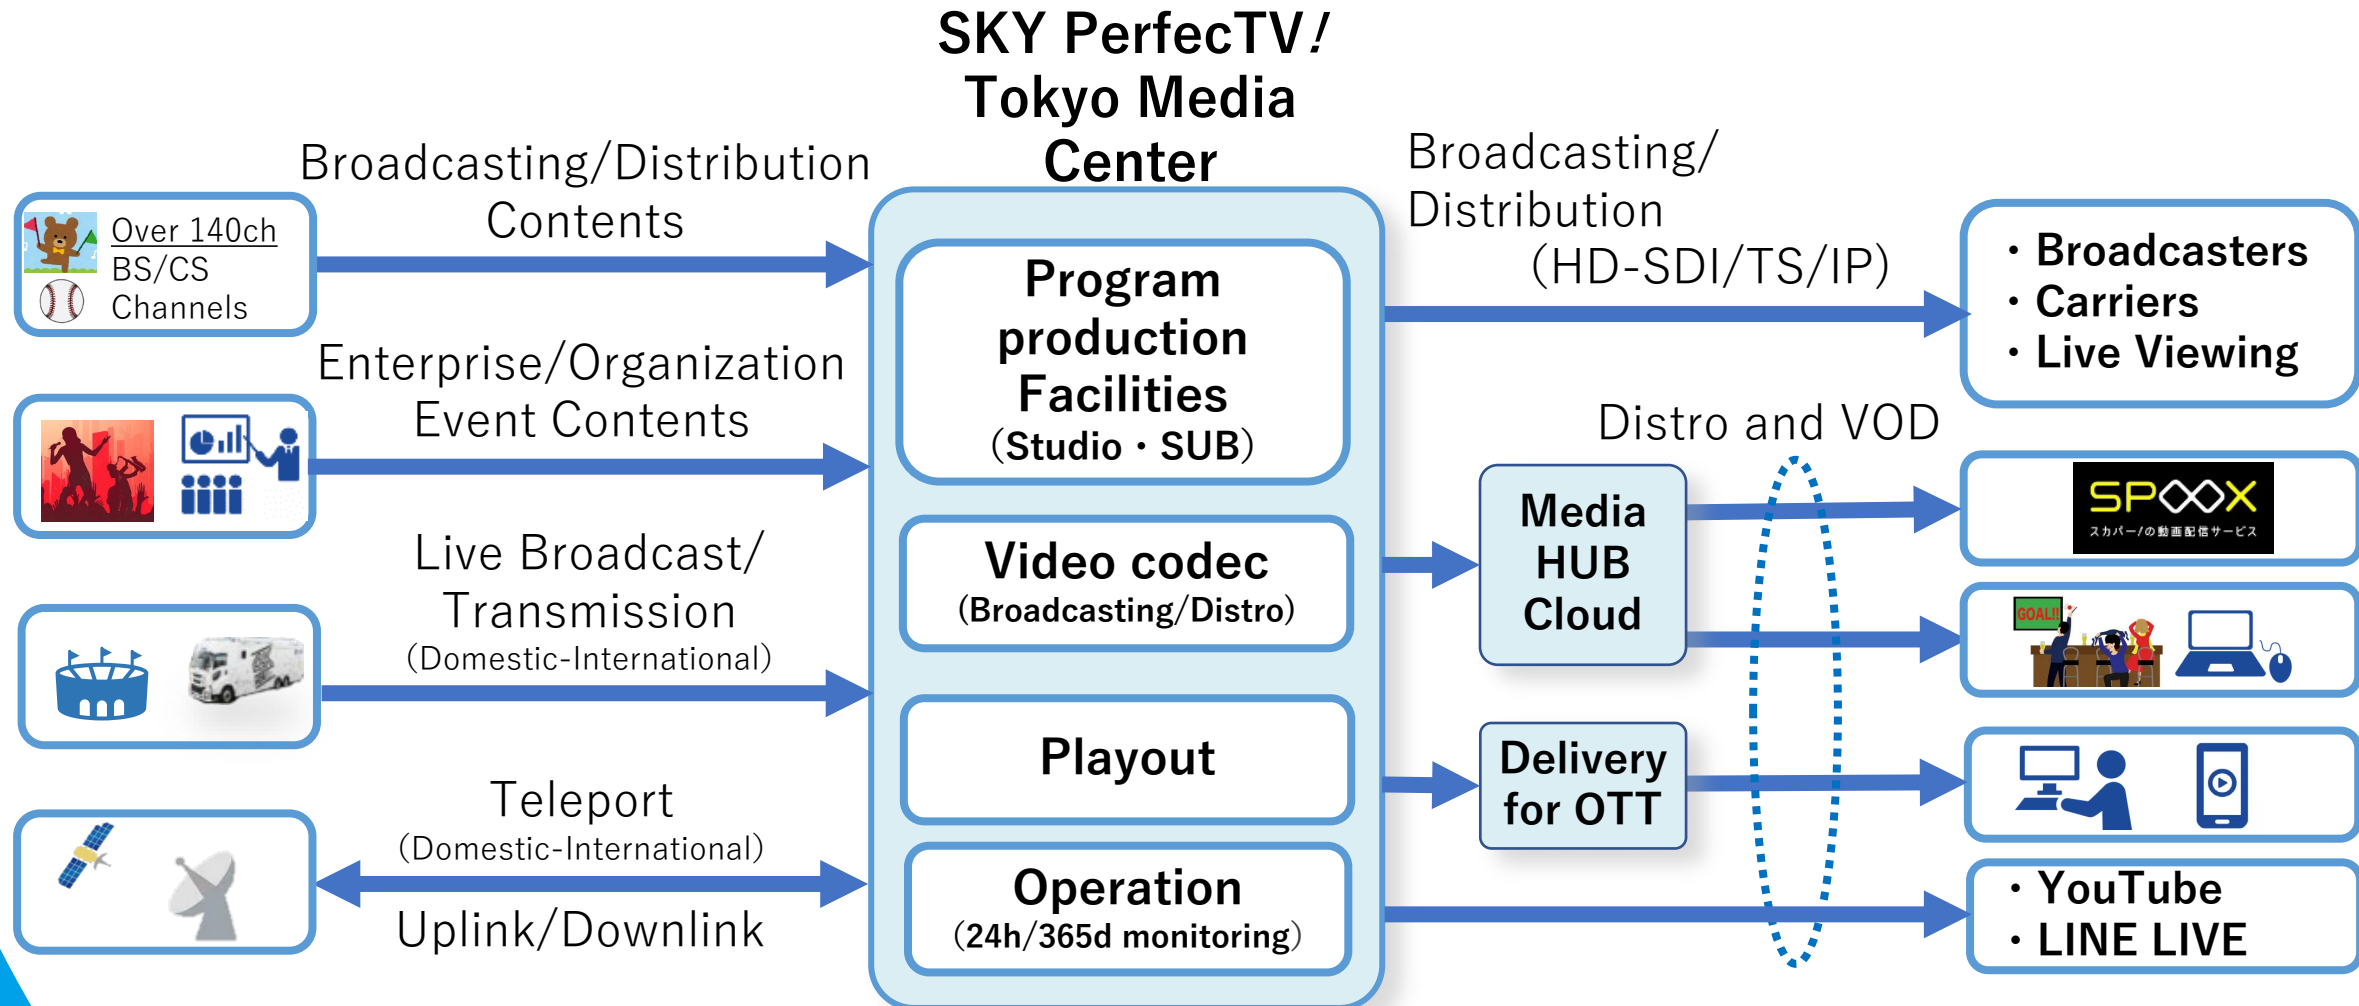 SKY PerfecTV!
Tokyo Media
Center
Broadcasting/Distribution
Contents
Over 140ch
BS/CS
Channels
Enterprise/Organization
Event Contents
Live Broadcast/
Transmission
(Domestic-International)
Teleport
(Domestic-International)
Uplink/Downlink
Program
production
Facilities
(Studio・SUB)
Video codec
(Broadcasting/Distro)
Playout
Operation
(24h/365d monitoring)
Broadcasting/
Distribution
(HD-SDI/TS/IP)
・Broadcasters
・Carriers
・Live Viewing
Distro and VOD
Media
HUB
Cloud
SPOOX
スカパー!の動画配信サービス
GOAL!!
Delivery
for OTT
・YouTube
・LINE LIVE